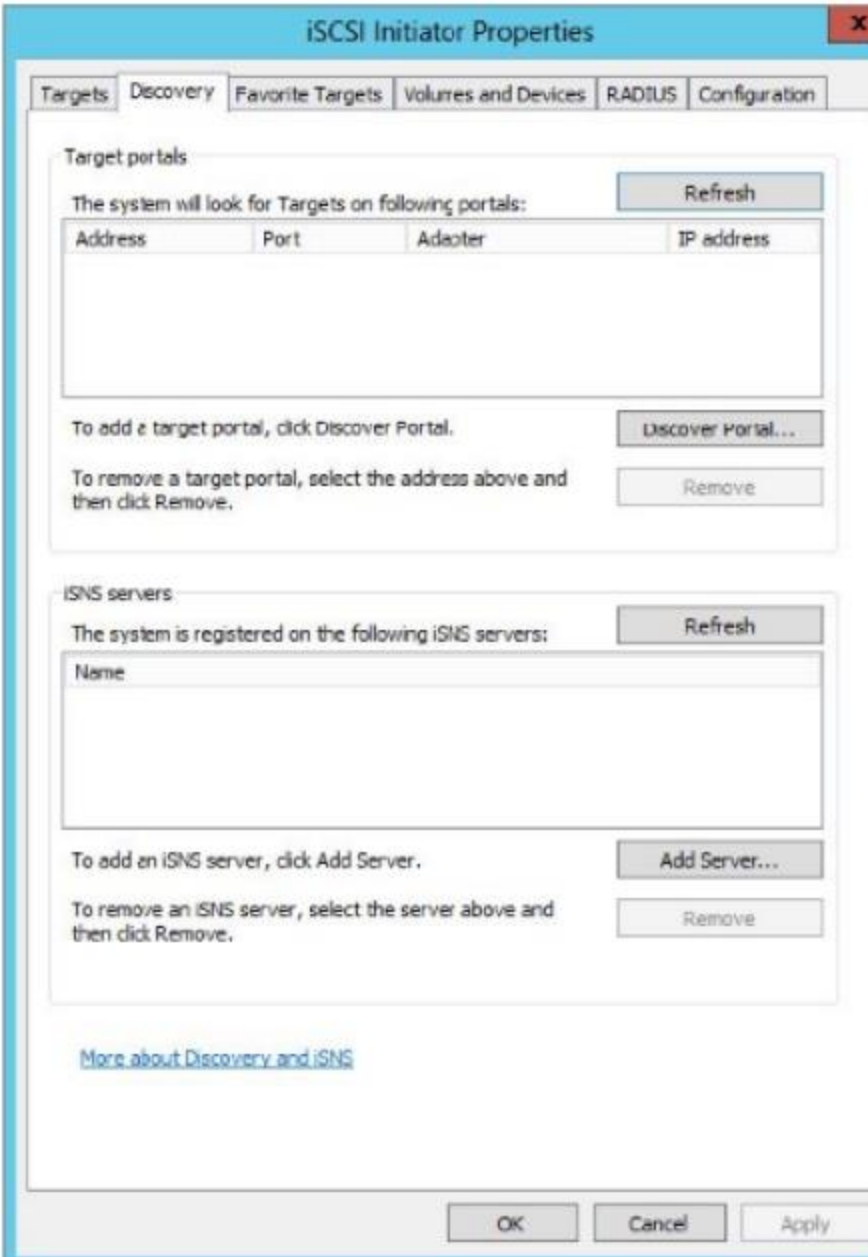 iSCSI Initiator Properties
x
Targets Discovery Favorite Targets Volumes and Devices RADIUS Configuration
Target portals
The system will look for Targets on following portals:
Refresh
Address Port Adapter IP address
To add a target portal, click Discover Portal.
Discover Portal...
To remove a target portal, select the address above and
then click Remove.
Remove
iSNS servers
The system is registered on the following iSNS servers:
Refresh
Name
To add an iSNS server, click Add Server.
Add Server...
To remove an iSNS server, select the server above and
then click Remove.
Remove
More about Discovery and iSNS
OK Cancel Apply